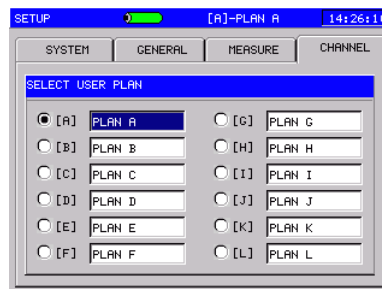 SETUP [A]-PLAN A 14:26:1
SYSTEM GENERAL MEASURE CHANNEL
SELECT USER PLAN
[A] PLAN A [G] PLAN G
[B] PLAN B [H] PLAN H
[C] PLAN C [I] PLAN I
[D] PLAN D [J] PLAN J
[E] PLAN E [K] PLAN K
[F] PLAN F [L] PLAN L